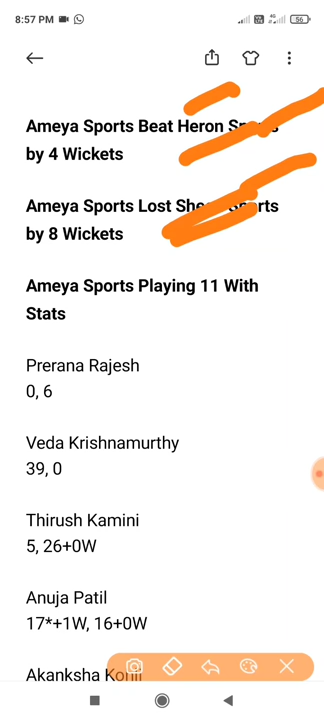 8:57 PM
56
Ameya Sports Beat Heron
by 4 Wickets
Ameya Sports Lost
by 8 Wickets
Ameya Sports Playing 11 With
Stats
Prerana Rajesh
0, 6
Veda Krishnamurthy
39, 0
Thirush Kamini
5, 26+0W
Anuja Patil
17*+1W, 16+0W
Akanksha